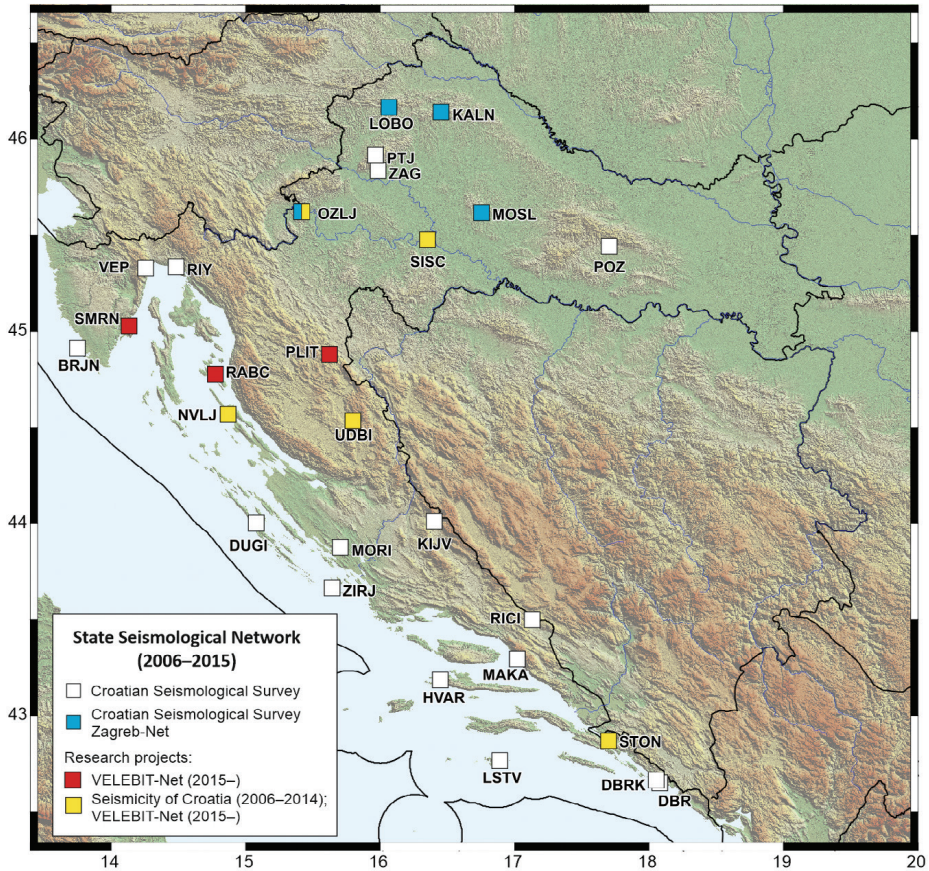 46
45
44
43
LOBO
KALN
PTJ
ZAG
OZLJ
MOSL
SISC
POZ
VEP
RIY
SMRN
BRJN
PLIT
RABC
NVLJ
UDBI
DUGI
MORI
KIJV
ZIRJ
RICI
MAKA
HVAR
STON
LSTV
DBRK
DBR
State Seismological Network
(2006–2015)
Croatian Seismological Survey
Croatian Seismological Survey
Zagreb-Net
Research projects:
VELEBIT-Net (2015–)
Seismicity of Croatia (2006–2014);
VELEBIT-Net (2015–)
14 15 16 17 18 19 20